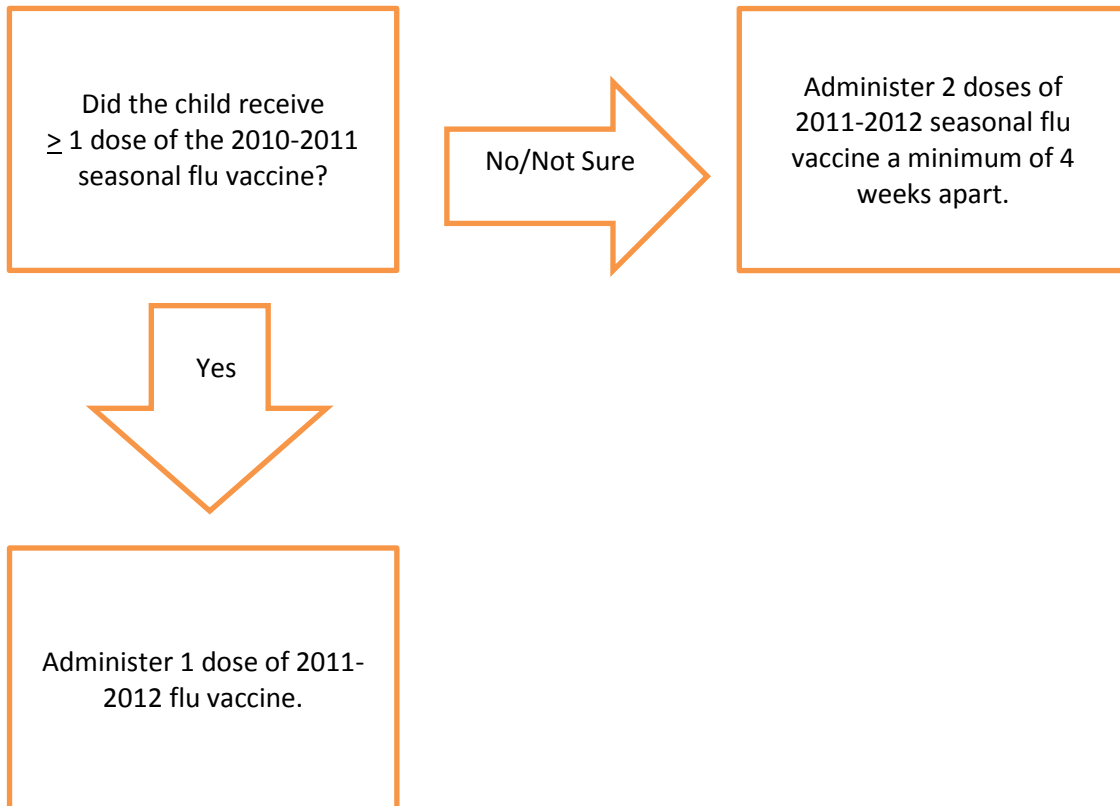 Did the child receive
≥ 1 dose of the 2010-2011
seasonal flu vaccine?
No/Not Sure
Administer 2 doses of
2011-2012 seasonal flu
vaccine a minimum of 4
weeks apart.
Yes
Administer 1 dose of 2011-
2012 flu vaccine.